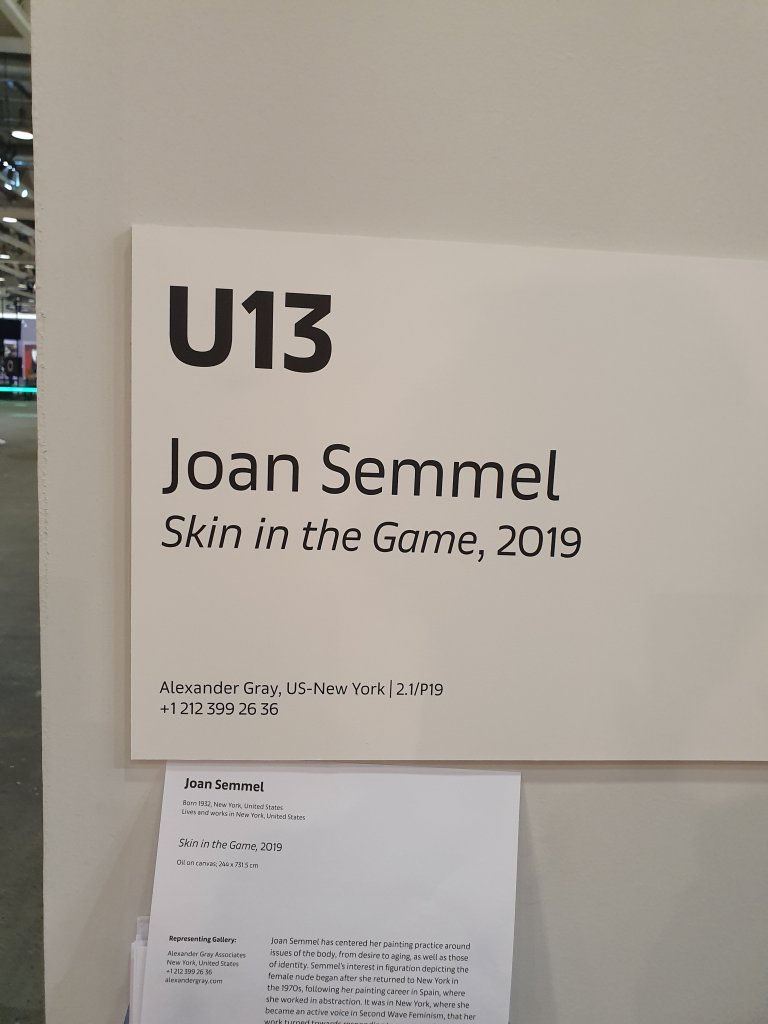 U13
Joan Semmel
Skin in the Game, 2019
Alexander Gray, US-New York | 2.1/P19
+1 212 399 26 36
Joan Semmel
Born 1932, New York, United States
Lives and works in New York, United States
Skin in the Game, 2019
Oil on canvas; 244 x 731.5 cm
Representing Gallery:
Alexander Gray Associates
New York, United States
+1 212 399 26 36
alexandergray.com
Joan Semmel has centered her painting practice around
issues of the body, from desire to aging, as well as those
of identity. Semmel's interest in figuration depicting the
female nude began after she returned to New York in
the 1970s, following her painting career in Spain, where
she worked in abstraction. It was in New York, where she
became an active voice in Second Wave Feminism, that her
work turned towards